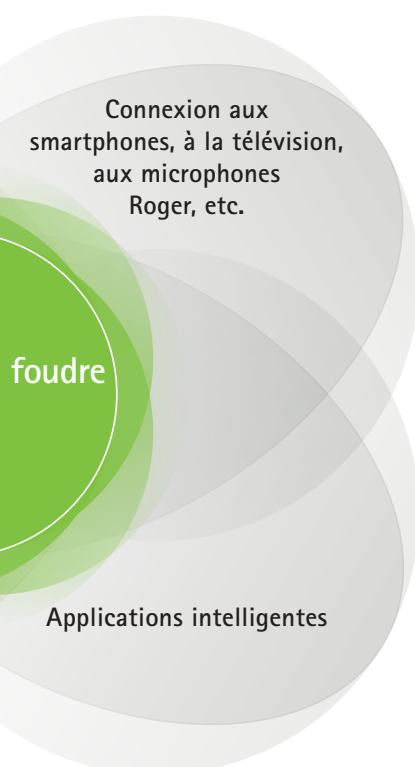 Connexion aux
smartphones, à la télévision,
aux microphones
Roger, etc.
foudre
Applications intelligentes